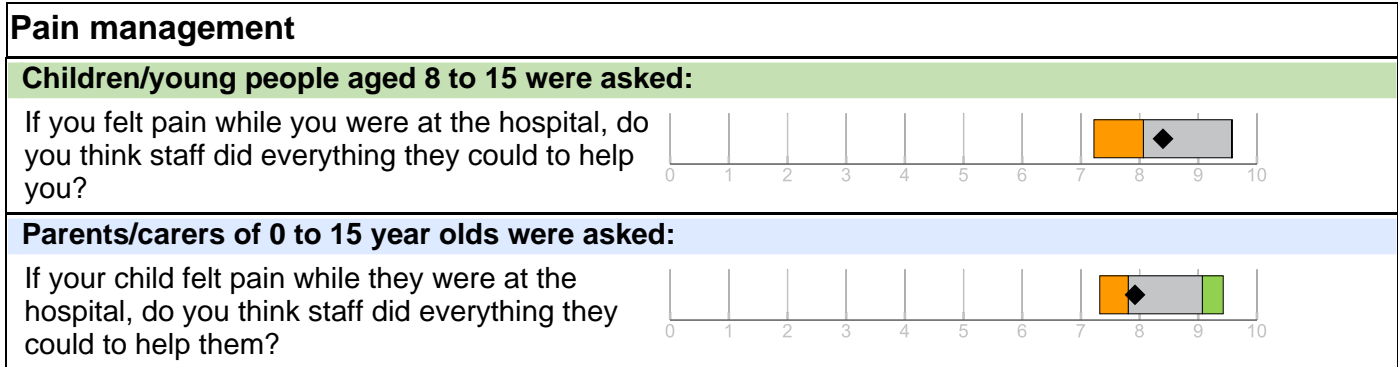 Pain management
Children/young people aged 8 to 15 were asked:
If you felt pain while you were at the hospital, do
you think staff did everything they could to help
you?
0 1 2 3 4 5 6 7 8 9 10
Parents/carers of 0 to 15 year olds were asked:
If your child felt pain while they were at the
hospital, do you think staff did everything they
could to help them?
0 1 2 3 4 5 6 7 8 9 10